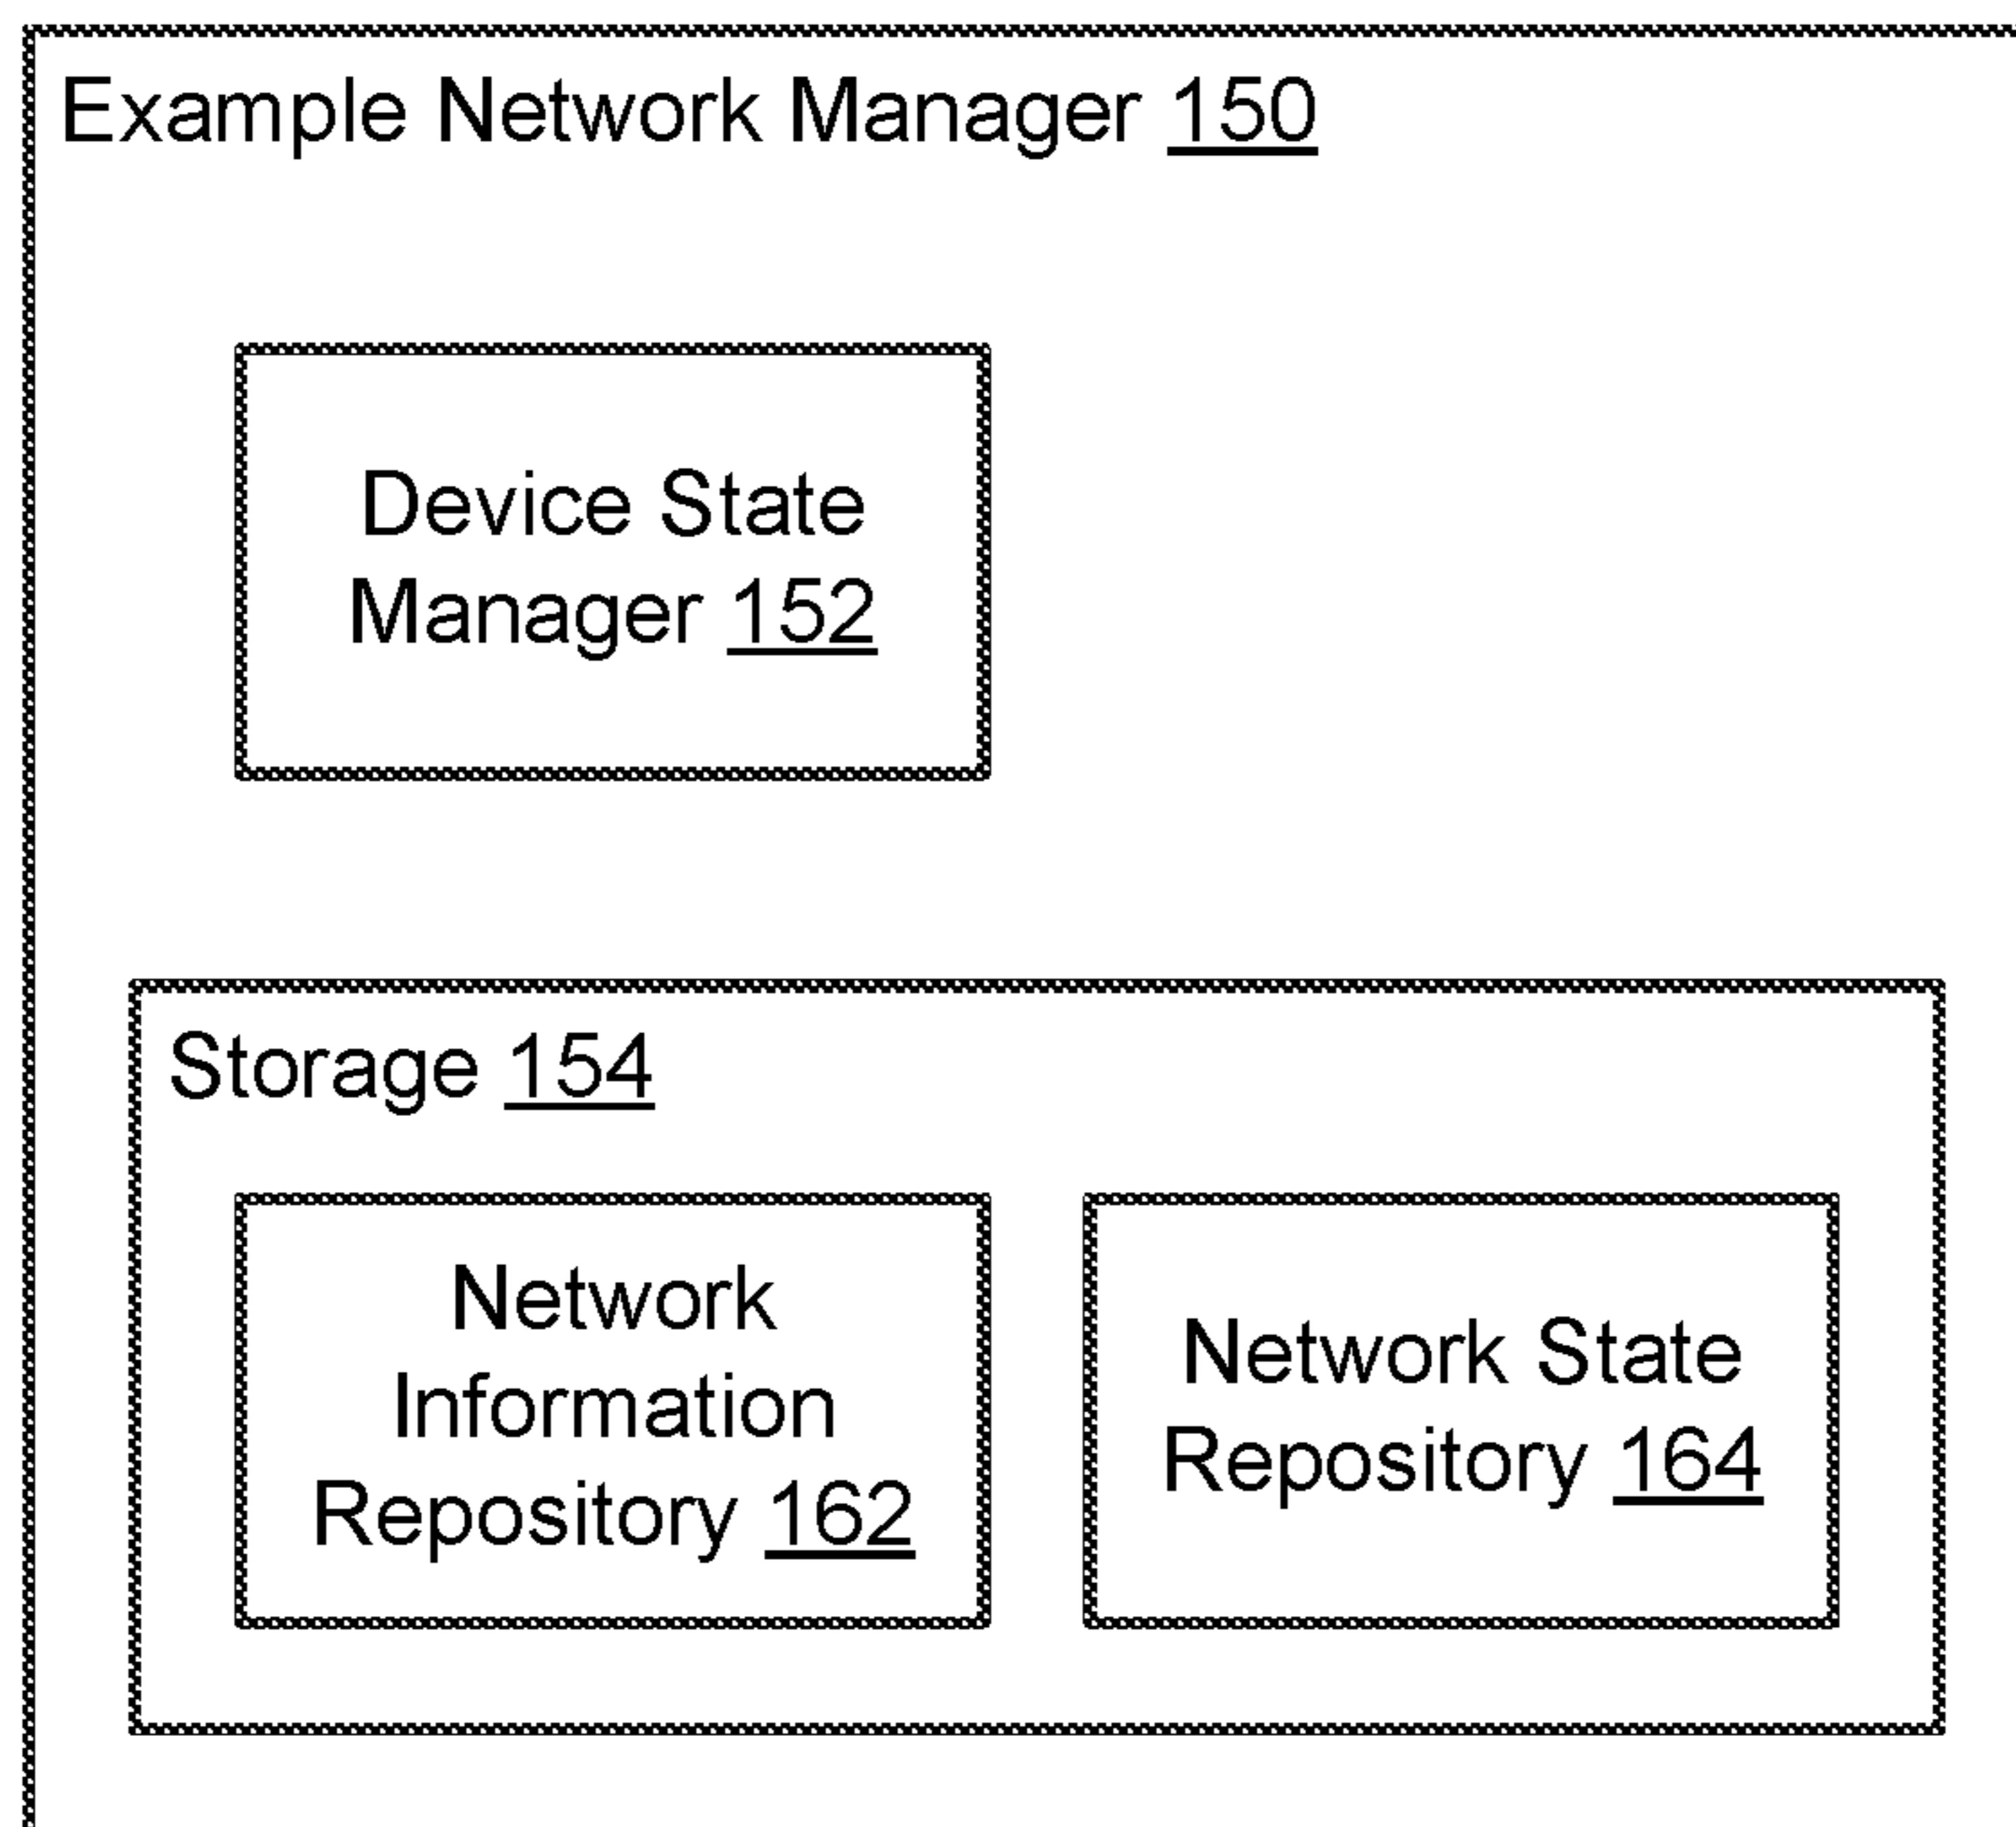 Example Network Manager 150
Device State
Manager 152
Storage 154
Network
Information
Repository 162
Network State
Repository 164